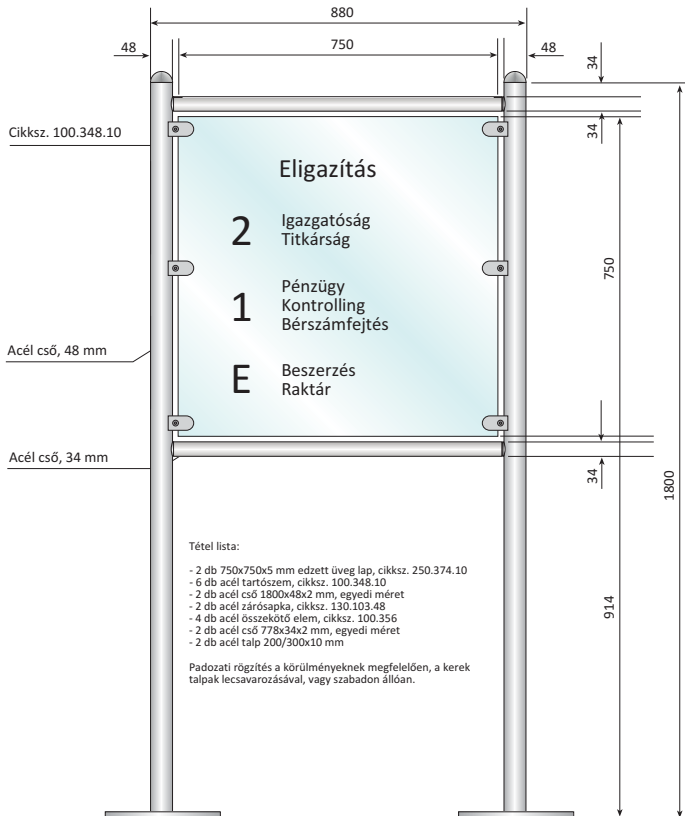 880
48
750
48
34
Cikksz. 100.348.10
34
Eligazítás
2
Igazgatóság
Titkárság
750
1
Pénzügy
Kontrolling
Bérszámfejtés
Acél cső, 48 mm
E
Beszerzés
Raktár
Acél cső, 34 mm
34
1800
Tétel lista:
- 2 db 750x750x5 mm edzett üveg lap, cikksz. 250.374.10
- 6 db acél tartószem, cikksz. 100.348.10
- 2 db acél cső 1800x48x2 mm, egyedi méret
- 2 db acél zárósapka, cikksz. 130.103.48
- 4 db acél összekötő elem, cikksz. 100.356
- 2 db acél cső 778x34x2 mm, egyedi méret
- 2 db acél talp 200/300x10 mm
914
Padozati rögzítés a körülményeknek megfelelően, a kerek
talpak lecsavarozásával, vagy szabadon állóan.